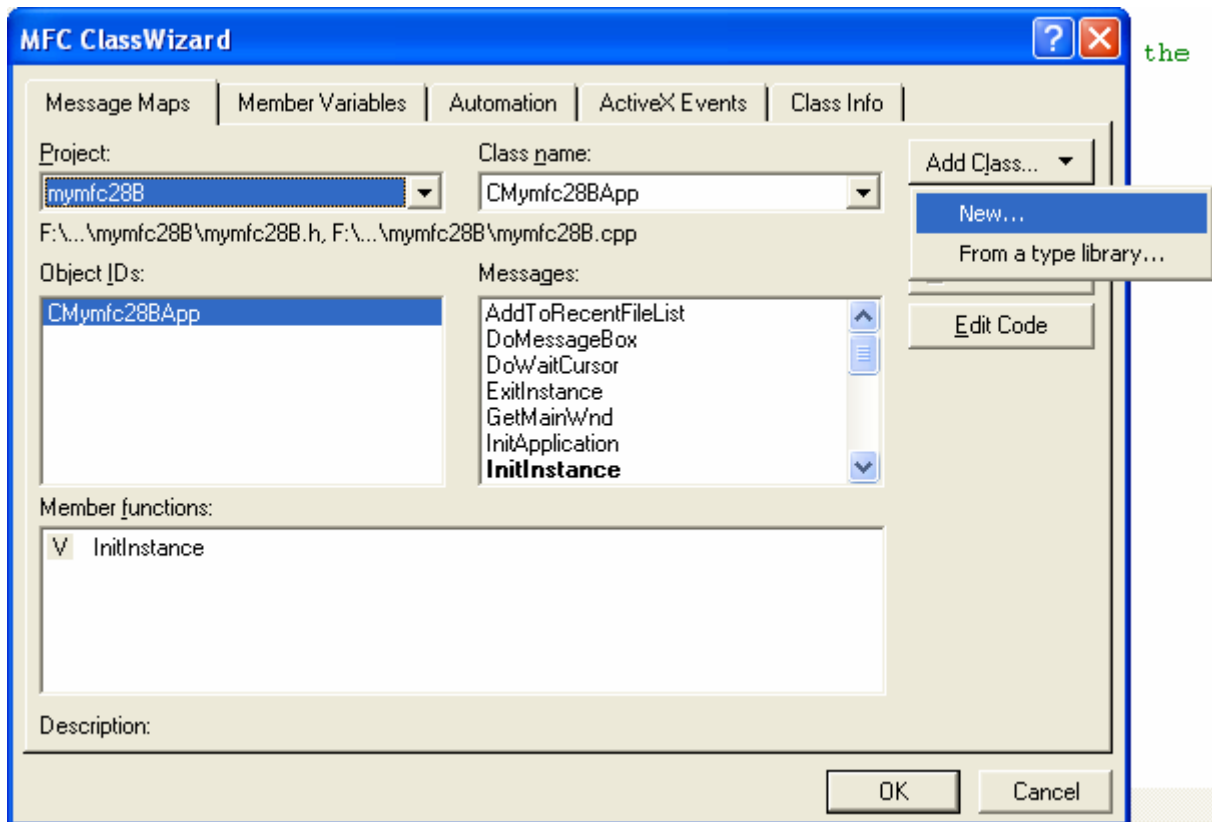 MFC ClassWizard
the
Message Maps
Member Variables
Automation
ActiveX Events
Class Info
Project:
Class name:
Add Class...
mymfc28B
CMymfc28BApp
New...
From a type library...
F:\...\mymfc28B\mymfc28B.h, F:\...\mymfc28B\mymfc28B.cpp
Object IDs:
Messages:
CMymfc28BApp
AddToRecentFileList
DoMessageBox
DoWaitCursor
ExitInstance
GetMainWnd
InitApplication
InitInstance
Edit Code
Member functions:
V InitInstance
Description:
OK
Cancel